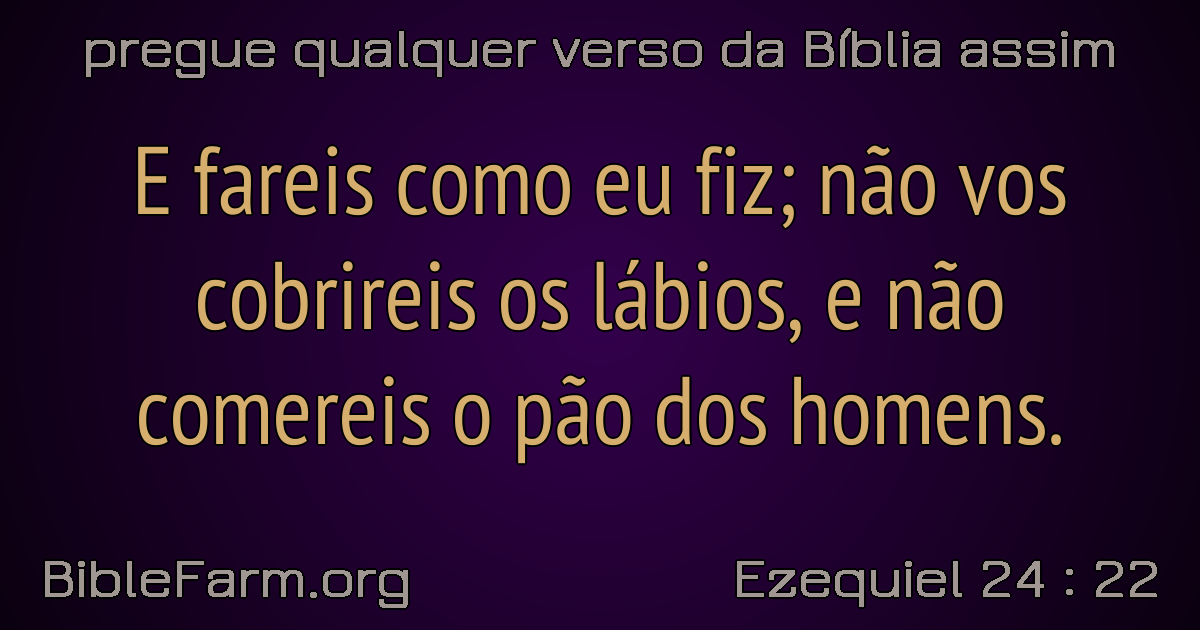 pregue qualquer verso da Bíblia assim
E fareis como eu fiz; não vos
cobrireis os lábios, e não
comereis o pão dos homens.
BibleFarm.org
Ezequiel 24 : 22